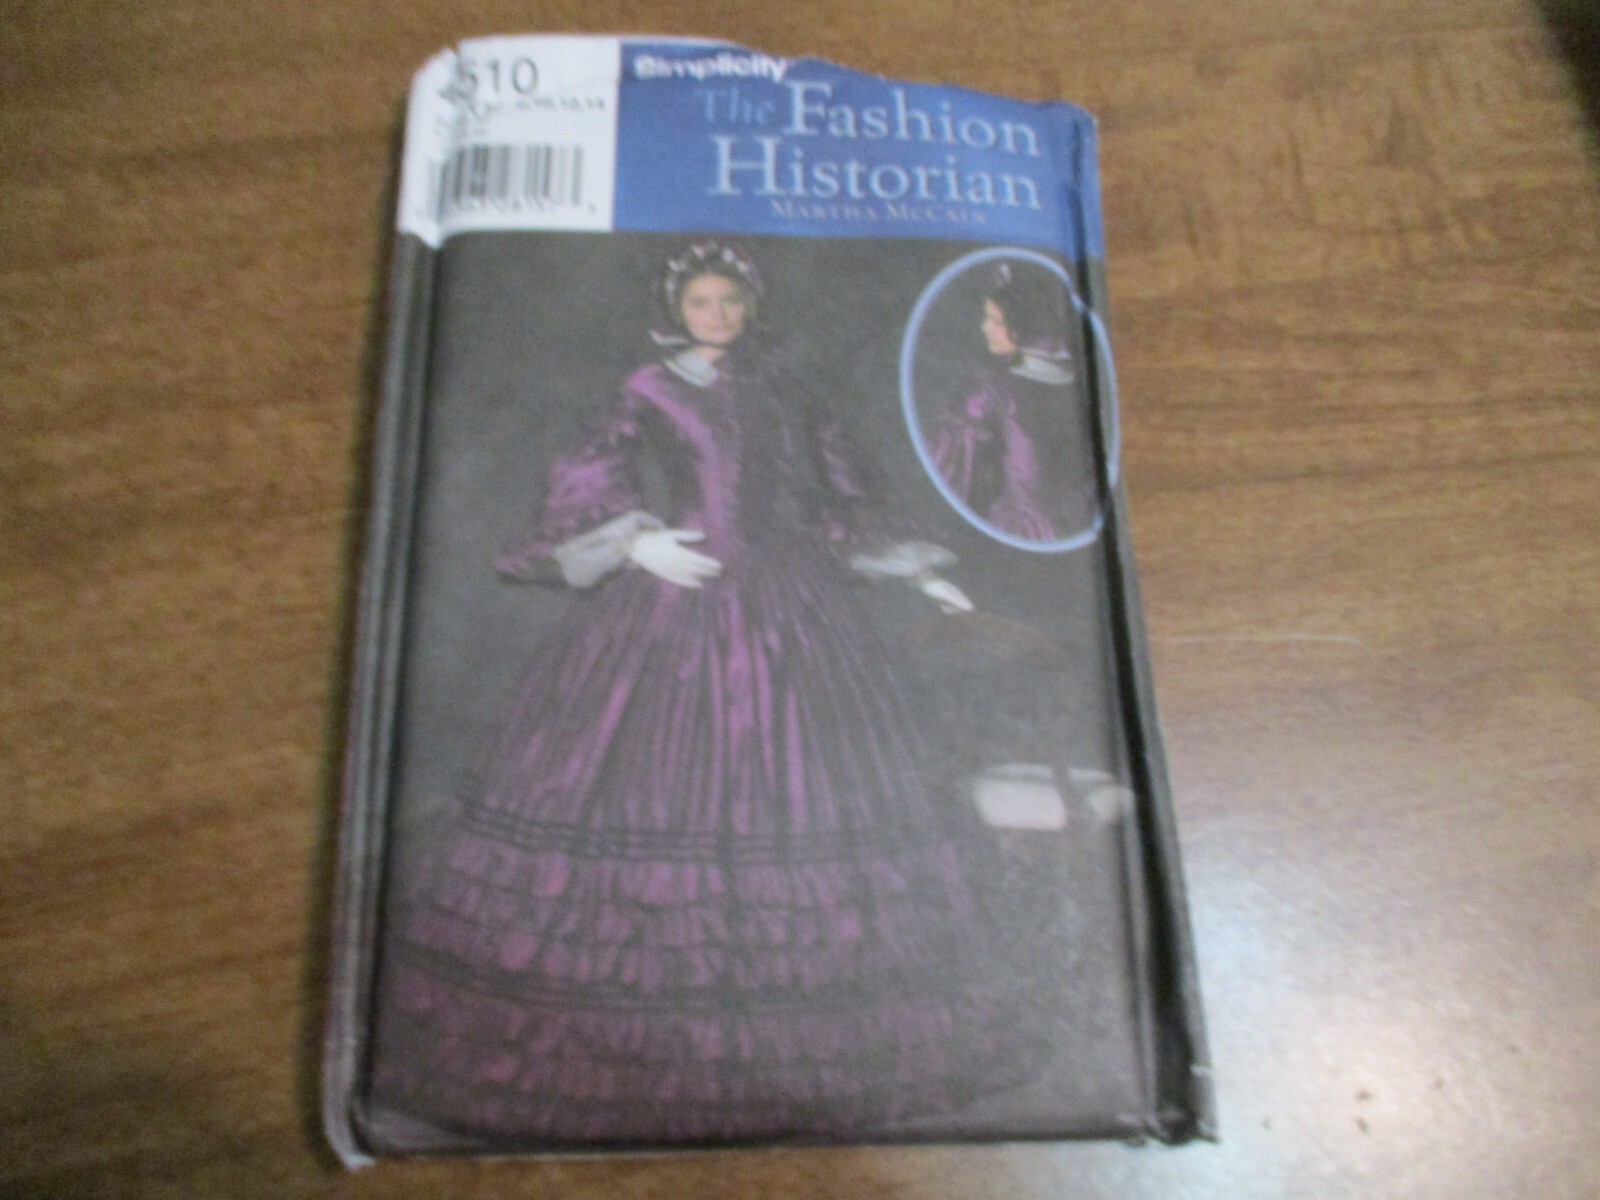 510
Simplicity
The Fashion
Historian
MARTHA MCCAIN